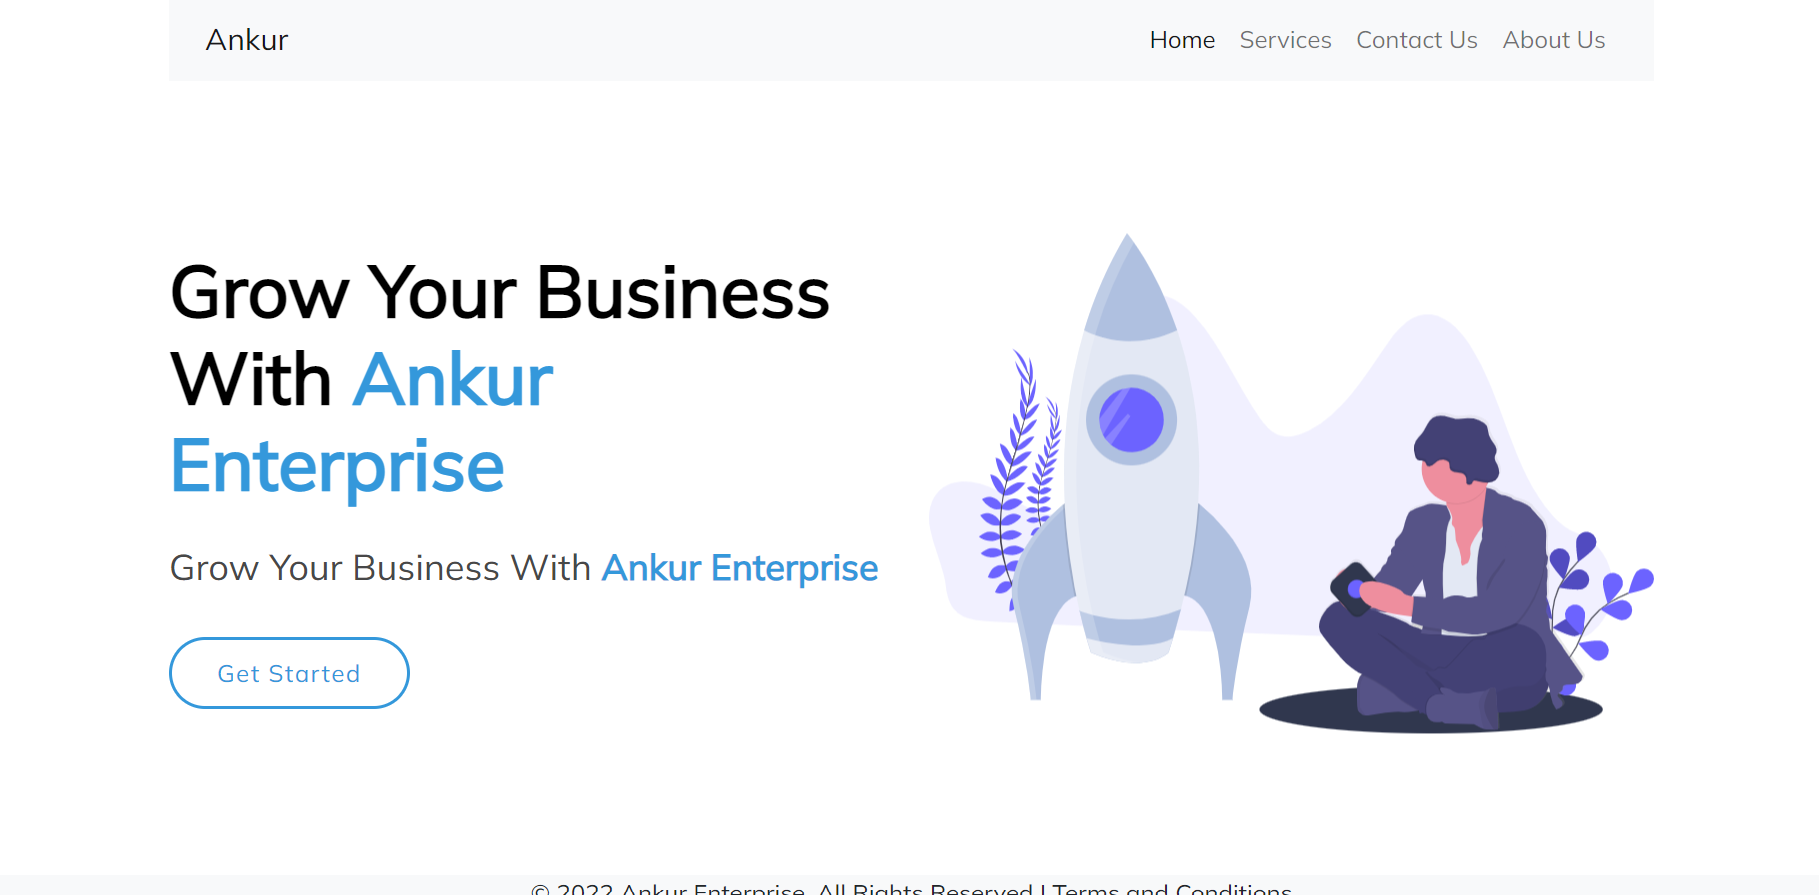 Ankur
Home Services Contact Us About Us
Grow Your Business
With Ankur
Enterprise
Grow Your Business With Ankur Enterprise
Get Started
© 2022 Ankur Enterprise. All Rights Reserved | Terms and Conditions